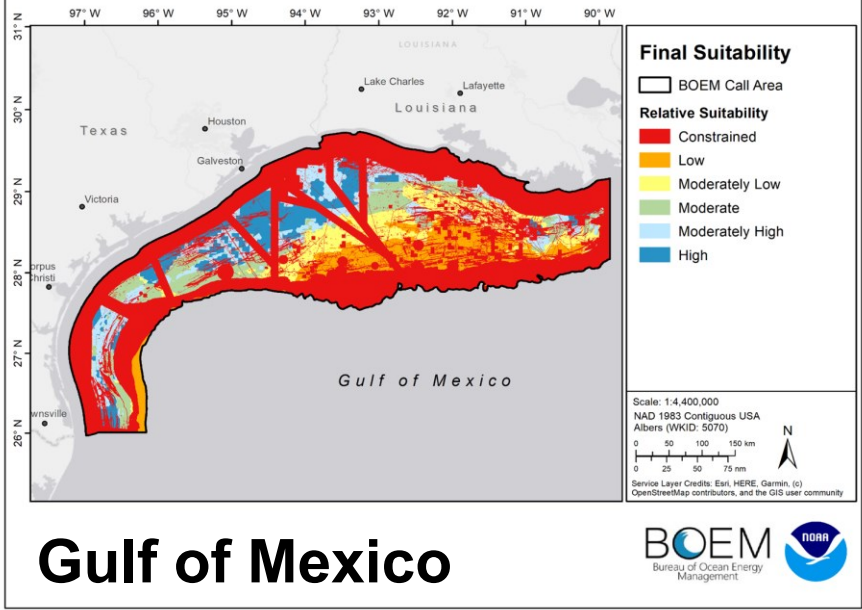 97° W 96° W 95° W 94° W 93° W 92° W 91° W 90° W
31° N
30° N
29° N
28° N
27° N
26° N
LOUISIANA
Lake Charles
Lafayette
Louisiana
Texas
Houston
Galveston
Victoria
orpus
Christi
wnsville
Gulf of Mexico
Final Suitability
BOEM Call Area
Relative Suitability
Constrained
Low
Moderately Low
Moderate
Moderately High
High
Scale: 1:4,400,000
NAD 1983 Contiguous USA
Albers (WKID: 5070)
N
0 50 100 150 km
0 25 50 75 nm
Service Layer Credits: Esri, HERE, Garmin, (c)
OpenStreetMap contributors, and the GIS user community
Gulf of Mexico
BOEM
Bureau of Ocean Energy
Management
NOAA